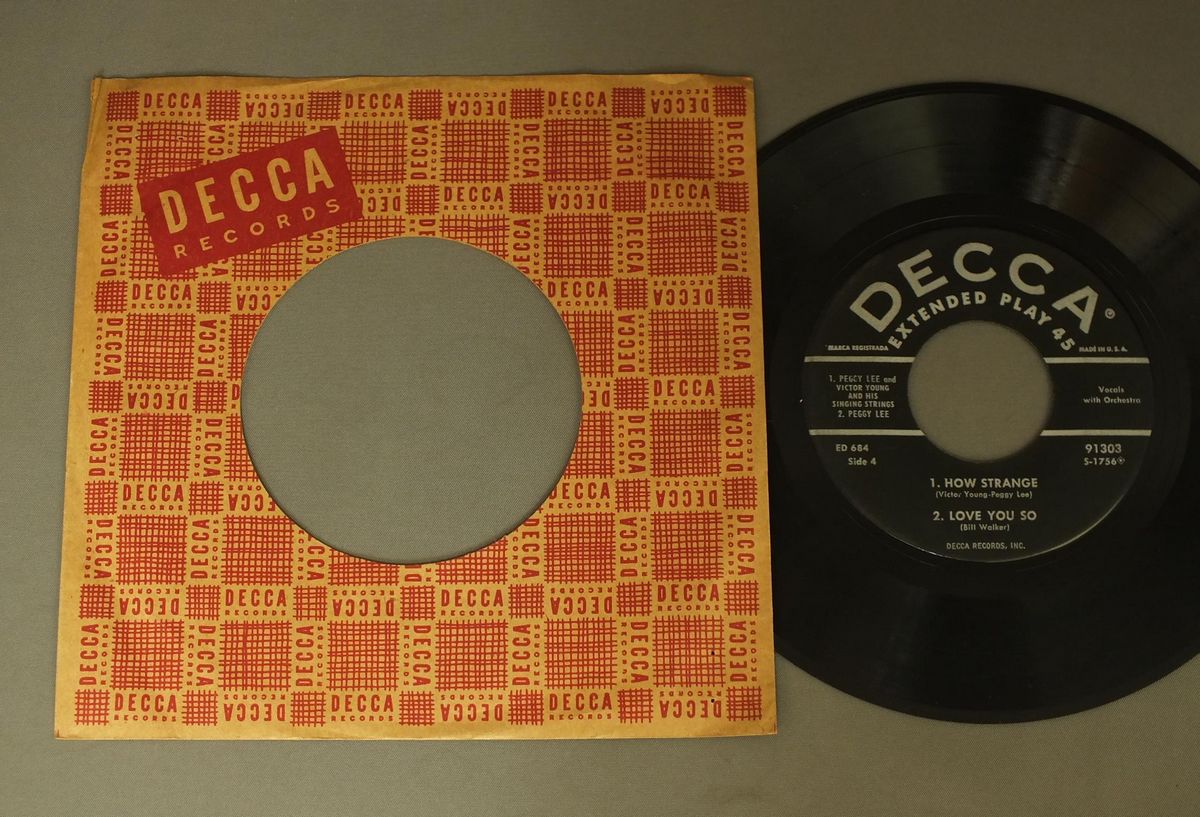 DECCA
RECORDS
DECCA
EXTENDED PLAY 45
®
MARCA REGISTRADA
MADE IN U. S. A.
1. PEGGY LEE and
VICTOR YOUNG
AND HIS
SINGING STRINGS
2. PEGGY LEE
Vocals
with Orchestra
ED 684
Side 4
91303
S-1756
1. HOW STRANGE
(Victor Young-Peggy Lee)
2. LOVE YOU SO
(Bill Walker)
DECCA RECORDS, INC.